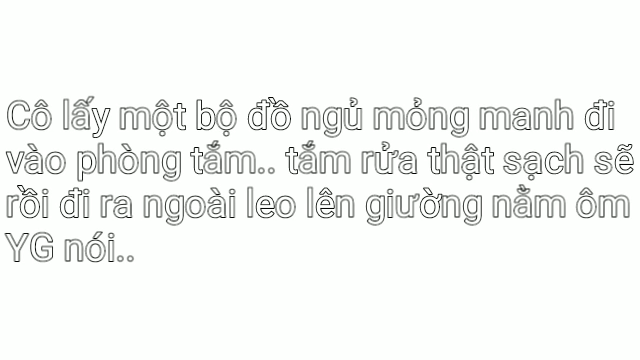 Cô lấy một bộ đồ ngủ mỏng manh đi
vào phòng tắm.. tắm rửa thật sạch sẽ
rồi đi ra ngoài leo lên giường nằm ôm
YG nói..